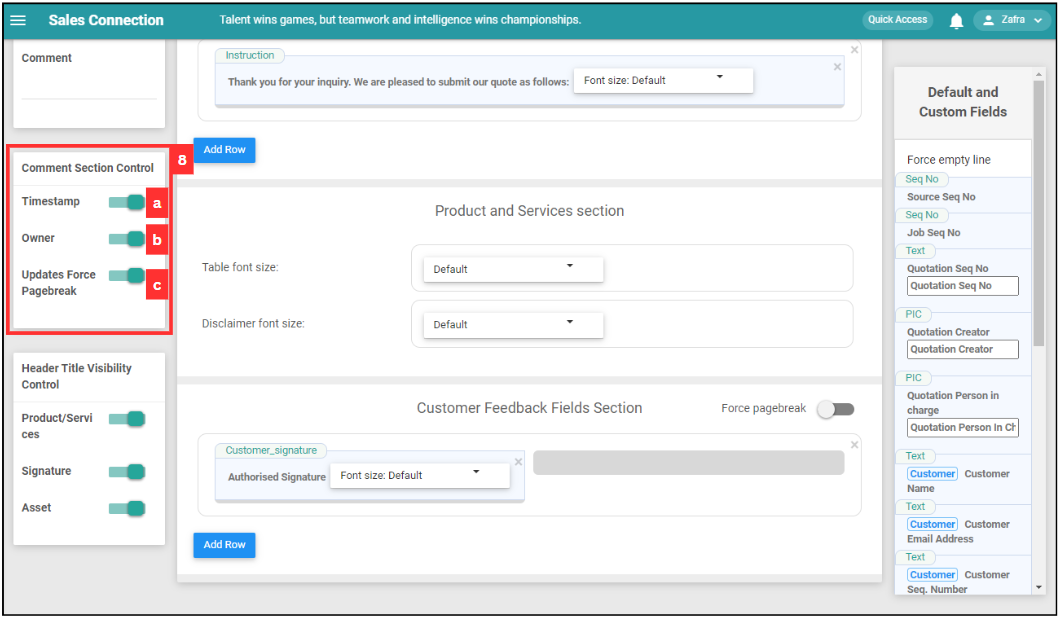 Sales Connection
Talent wins games, but teamwork and intelligence wins championships.
Quick Access
Zafra
Comment
Comment Section Control
8
Timestamp
a
Owner
b
Updates Force
Pagebreak
c
Header Title Visibility
Control
Product/Servi
ces
Signature
Asset
Instruction
×
×
Thank you for your inquiry. We are pleased to submit our quote as follows:
Font size: Default
Add Row
Product and Services section
Table font size:
Default
Disclaimer font size:
Default
Customer Feedback Fields Section
Force pagebreak
Customer_signature
×
×
Authorised Signature
Font size: Default
Add Row
Default and
Custom Fields
Force empty line
Seq No
Source Seq No
Seq No
Job Seq No
Text
Quotation Seq No
Quotation Seq No
PIC
Quotation Creator
Quotation Creator
PIC
Quotation Person in
charge
Quotation Person In Ch
Text
Customer Customer
Name
Text
Customer Customer
Email Address
Text
Customer Customer
Seq. Number